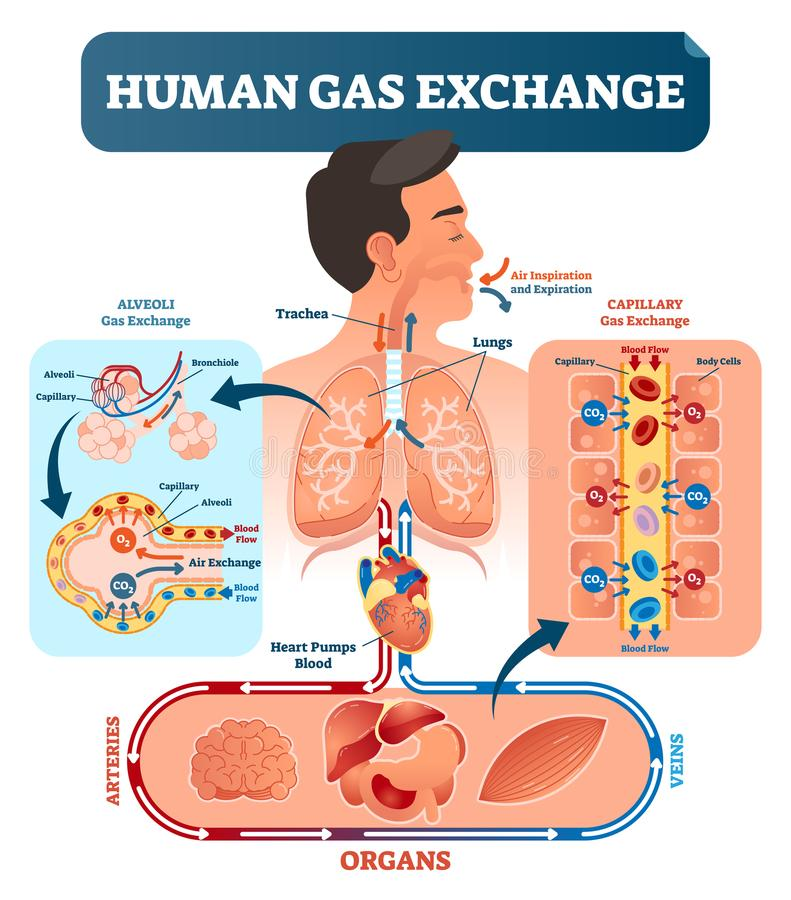 HUMAN GAS EXCHANGE
Air Inspiration
and Expiration
Trachea
Lungs
ALVEOLI
Gas Exchange
Alveoli
Capillary
Bronchiole
Capillary
Alveoli
O2
CO2
Blood
Flow
Air Exchange
Blood
Flow
CAPILLARY
Gas Exchange
Blood Flow
Capillary
Body Cells
CO2
O2
O2
CO2
CO2
O2
Blood Flow
Heart Pumps
Blood
ARTERIES
VEINS
ORGANS
dreamstime